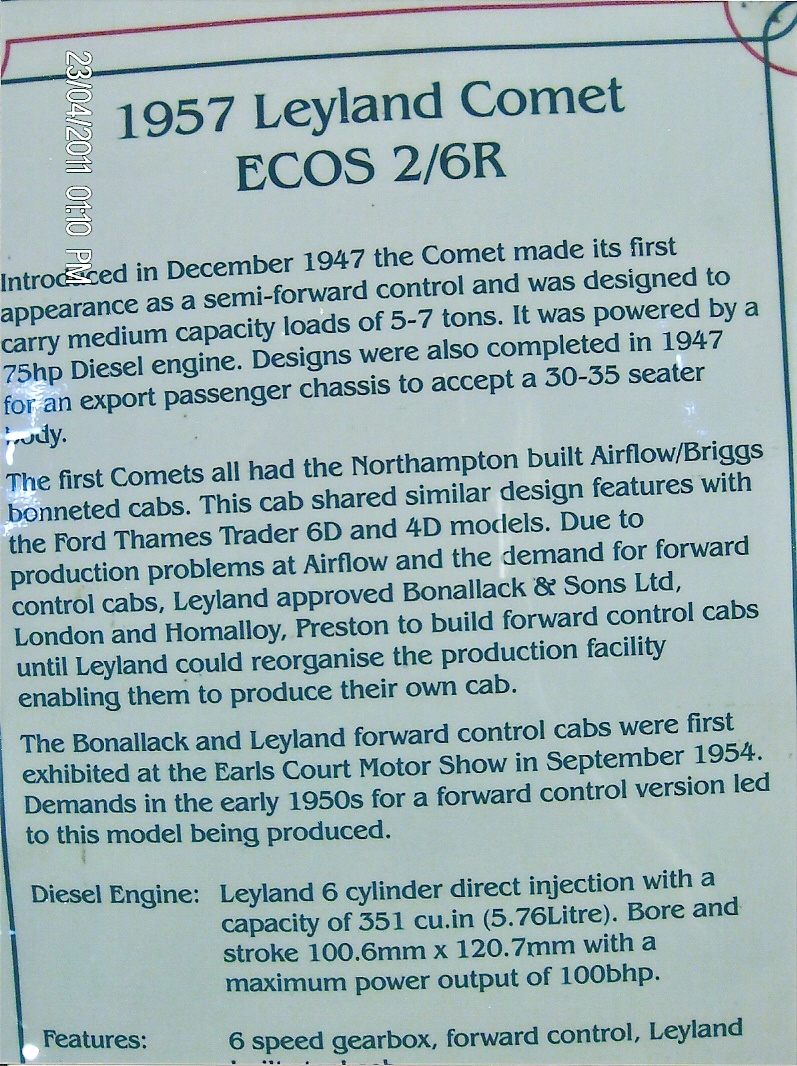 23/04/2011 01:10 PM
1957 Leyland Comet
ECOS 2/6R
Introduced in December 1947 the Comet made its first
appearance as a semi-forward control and was designed to
carry medium capacity loads of 5-7 tons. It was powered by a
75hp Diesel engine. Designs were also completed in 1947
for an export passenger chassis to accept a 30-35 seater
body.
The first Comets all had the Northampton built Airflow/Briggs
bonneted cabs. This cab shared similar design features with
the Ford Thames Trader 6D and 4D models. Due to
production problems at Airflow and the demand for forward
control cabs, Leyland approved Bonallack & Sons Ltd,
London and Homalloy, Preston to build forward control cabs
until Leyland could reorganise the production facility
enabling them to produce their own cab.
The Bonallack and Leyland forward control cabs were first
exhibited at the Earls Court Motor Show in September 1954.
Demands in the early 1950s for a forward control version led
to this model being produced.
Diesel Engine: Leyland 6 cylinder direct injection with a
capacity of 351 cu.in (5.76Litre). Bore and
stroke 100.6mm x 120.7mm with a
maximum power output of 100bhp.
Features: 6 speed gearbox, forward control, Leyland